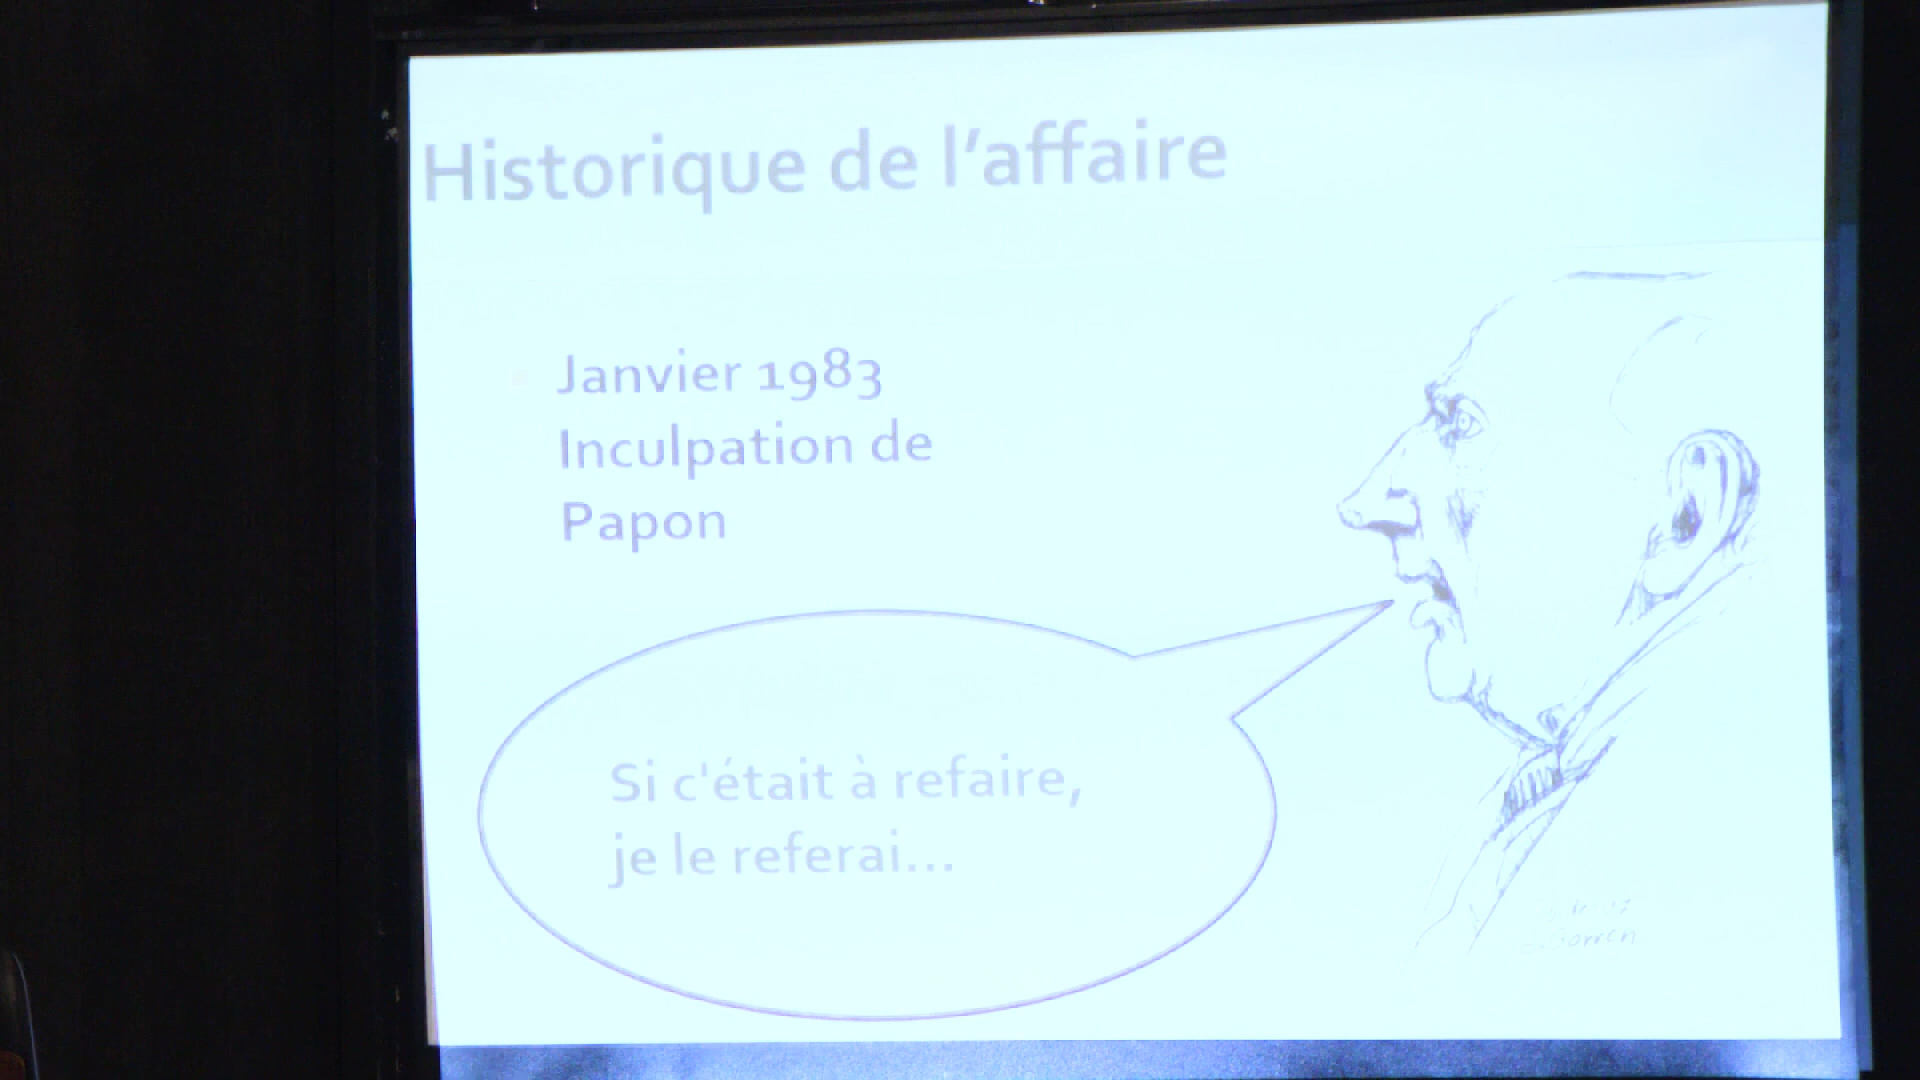 Historique de l'affaire
Janvier 1983
Inculpation de
Papon
Si c'était à refaire,
je le referai...